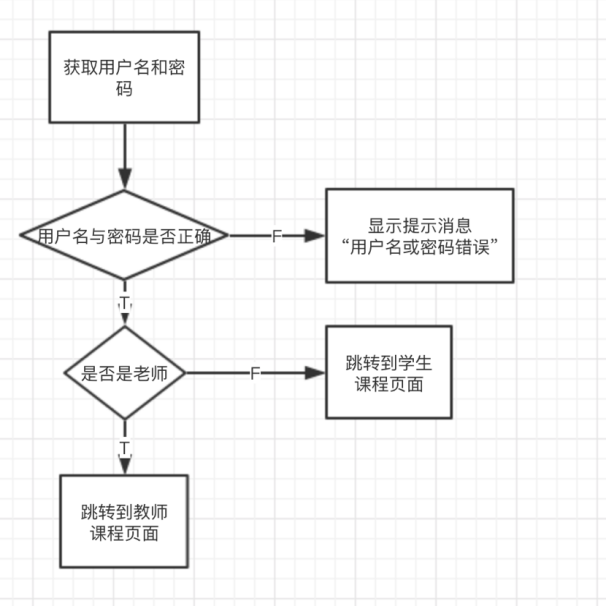 获取用户名和密
码
用户名与密码是否正确
F
显示提示消息
“用户名或密码错误”
T
是否是老师
F
跳转到学生
课程页面
T
跳转到教师
课程页面